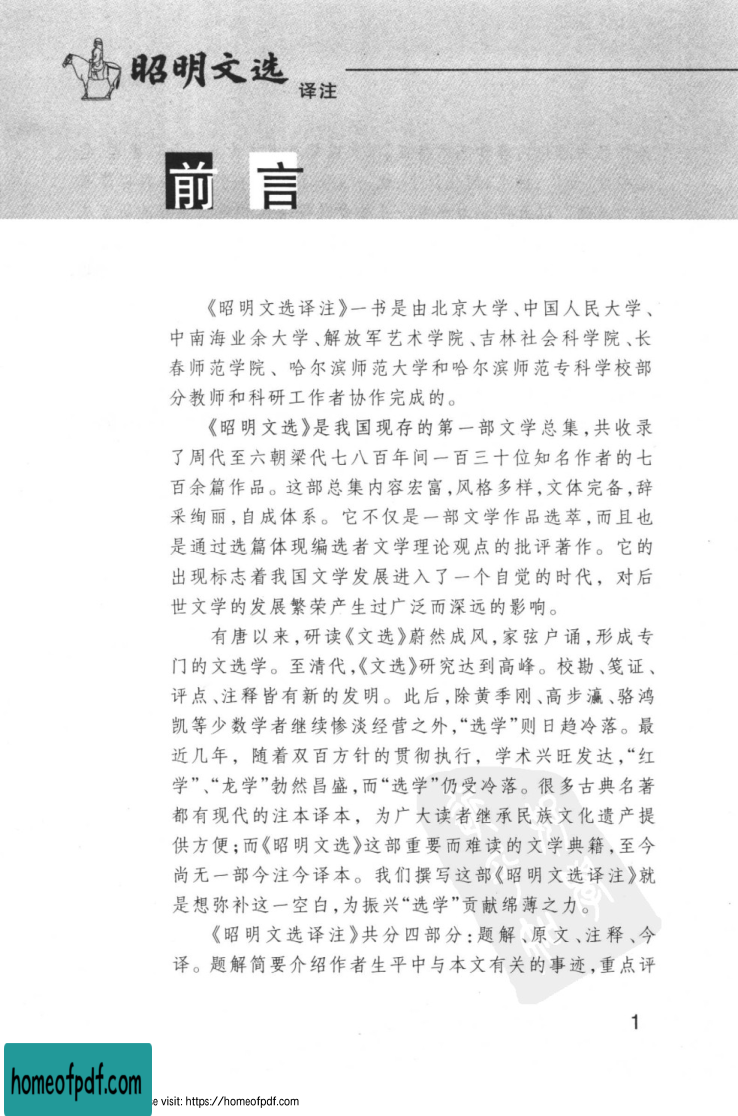 昭明文选
译注
前言
《昭明文选译注》一书是由北京大学、中国人民大学、
中南海业余大学、解放军艺术学院、吉林社会科学院、长
春师范学院、哈尔滨师范大学和哈尔滨师范专科学校部
分教师和科研工作者协作完成的。
《昭明文选》是我国现存的第一部文学总集,共收录
了周代至六朝梁代七八百年间一百三十位知名作者的七
百余篇作品。这部总集内容宏富,风格多样,文体完备,辞
采绚丽,自成体系。它不仅是一部文学作品选萃,而且也
是通过选篇体现编选者文学理论观点的批评著作。它的
出现标志着我国文学发展进入了一个自觉的时代，对后
世文学的发展繁荣产生过广泛而深远的影响。
有唐以来,研读《文选》蔚然成风,家弦户诵,形成专
门的文选学。至清代,《文选》研究达到高峰。校勘、笺证、
评点、注释皆有新的发明。此后,除黄季刚、高步瀛、骆鸿
凯等少数学者继续惨淡经营之外,“选学”则日趋冷落。最
近几年，随着双百方针的贯彻执行，学术兴旺发达,“红
学”、“龙学”勃然昌盛,而“选学”仍受冷落。很多古典名著
都有现代的注本译本，为广大读者继承民族文化遗产提
供方便;而《昭明文选》这部重要而难读的文学典籍,至今
尚无一部今注今译本。我们撰写这部《昭明文选译注》就
是想弥补这一空白,为振兴“选学”贡献绵薄之力。
《昭明文选译注》共分四部分:题解、原文、注释、今
译。题解简要介绍作者生平中与本文有关的事迹,重点评
1
homeofpdf.com
e visit: https://homeofpdf.com